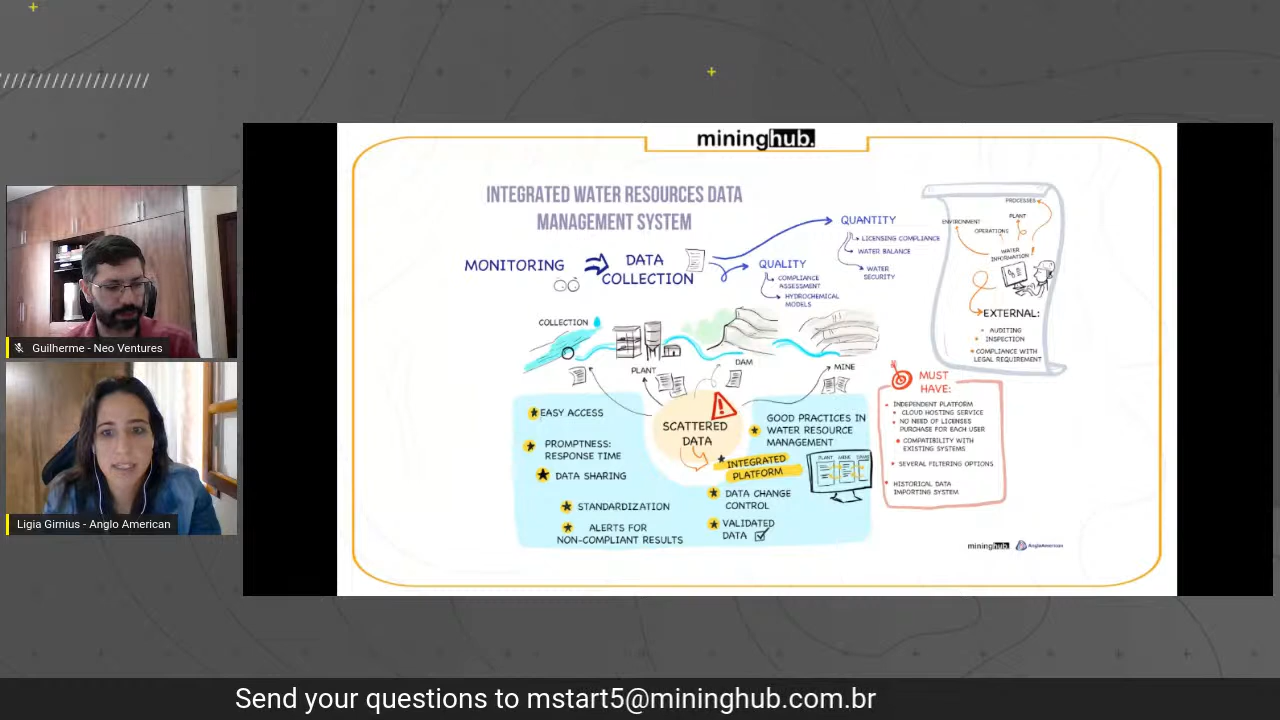 mininghub.
INTEGRATED WATER RESOURCES DATA
MANAGEMENT SYSTEM
MONITORING
DATA
COLLECTION
QUANTITY
LICENSING COMPLIANCE
WATER BALANCE
WATER
SECURITY
QUALITY
COMPLIANCE
ASSESSMENT
HYDROCHEMICAL
MODELS
PROCESSES
PLANT
ENVIRONMENT
OPERATIONS
WATER
INFORMATION
EXTERNAL:
AUDITING
INSPECTION
COMPLIANCE WITH
LEGAL REQUIREMENT
COLLECTION
PLANT
DAM
MINE
SCATTERED
DATA
EASY ACCESS
PROMPTNESS:
RESPONSE TIME
DATA SHARING
STANDARDIZATION
ALERTS FOR
NON-COMPLIANT RESULTS
GOOD PRACTICES IN
WATER RESOURCE
MANAGEMENT
INTEGRATED
PLATFORM
DATA CHANGE
CONTROL
VALIDATED
DATA
MUST
HAVE:
INDEPENDENT PLATFORM
CLOUD HOSTING SERVICE
NO NEED OF LICENSES
PURCHASE FOR EACH USER
COMPATIBILITY WITH
EXISTING SYSTEMS
SEVERAL FILTERING OPTIONS
HISTORICAL DATA
IMPORTING SYSTEM
mininghub.
AngloAmerican
Guilherme - Neo Ventures
Ligia Girnius - Anglo American
Send your questions to mstart5@mininghub.com.br